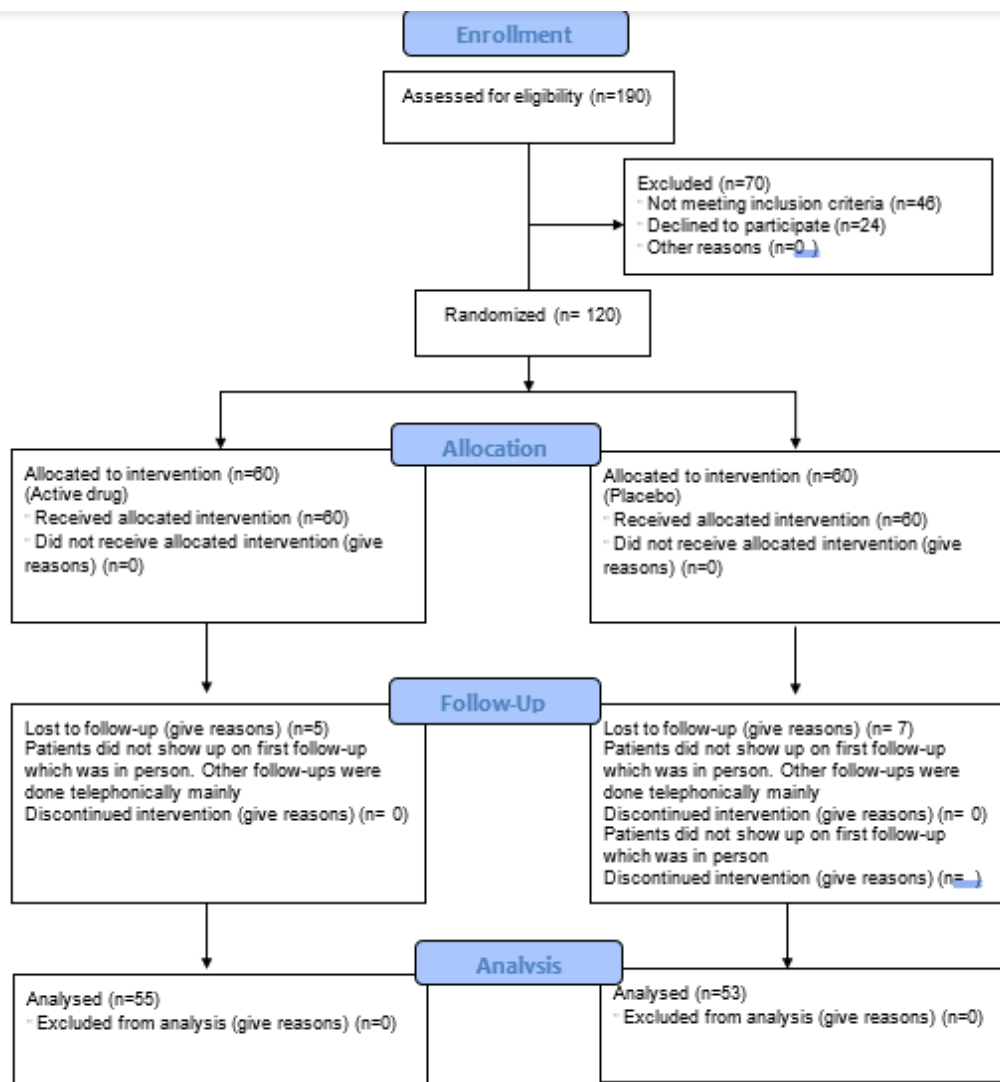 Enrollment
Assessed for eligibility (n=190)
Excluded (n=70)
- Not meeting inclusion criteria (n=46)
- Declined to participate (n=24)
- Other reasons (n=0 )
Randomized (n= 120)
Allocation
Allocated to intervention (n=60)
(Active drug)
- Received allocated intervention (n=60)
- Did not receive allocated intervention (give
reasons) (n=0)
Allocated to intervention (n=60)
(Placebo)
- Received allocated intervention (n=60)
- Did not receive allocated intervention (give
reasons) (n=0)
Follow-Up
Lost to follow-up (give reasons) (n=5)
Patients did not show up on first follow-up
which was in person. Other follow-ups were
done telephonically mainly
Discontinued intervention (give reasons) (n= 0)
Lost to follow-up (give reasons) (n= 7)
Patients did not show up on first follow-up
which was in person. Other follow-ups were
done telephonically mainly
Discontinued intervention (give reasons) (n= 0)
Patients did not show up on first follow-up
which was in person
Discontinued intervention (give reasons) (n= )
Analysis
Analysed (n=55)
- Excluded from analysis (give reasons) (n=0)
Analysed (n=53)
- Excluded from analysis (give reasons) (n=0)